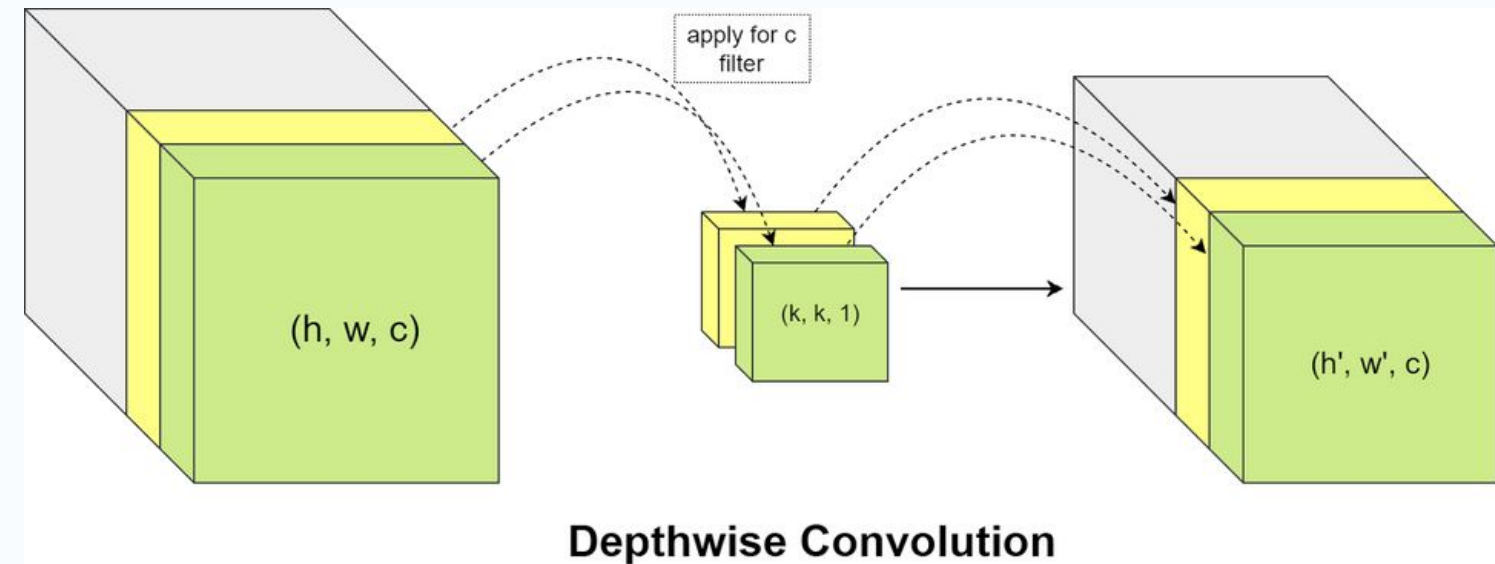 apply for c
filter
(h, w, c)
(k, k, 1)
(h', w', c)
Depthwise Convolution